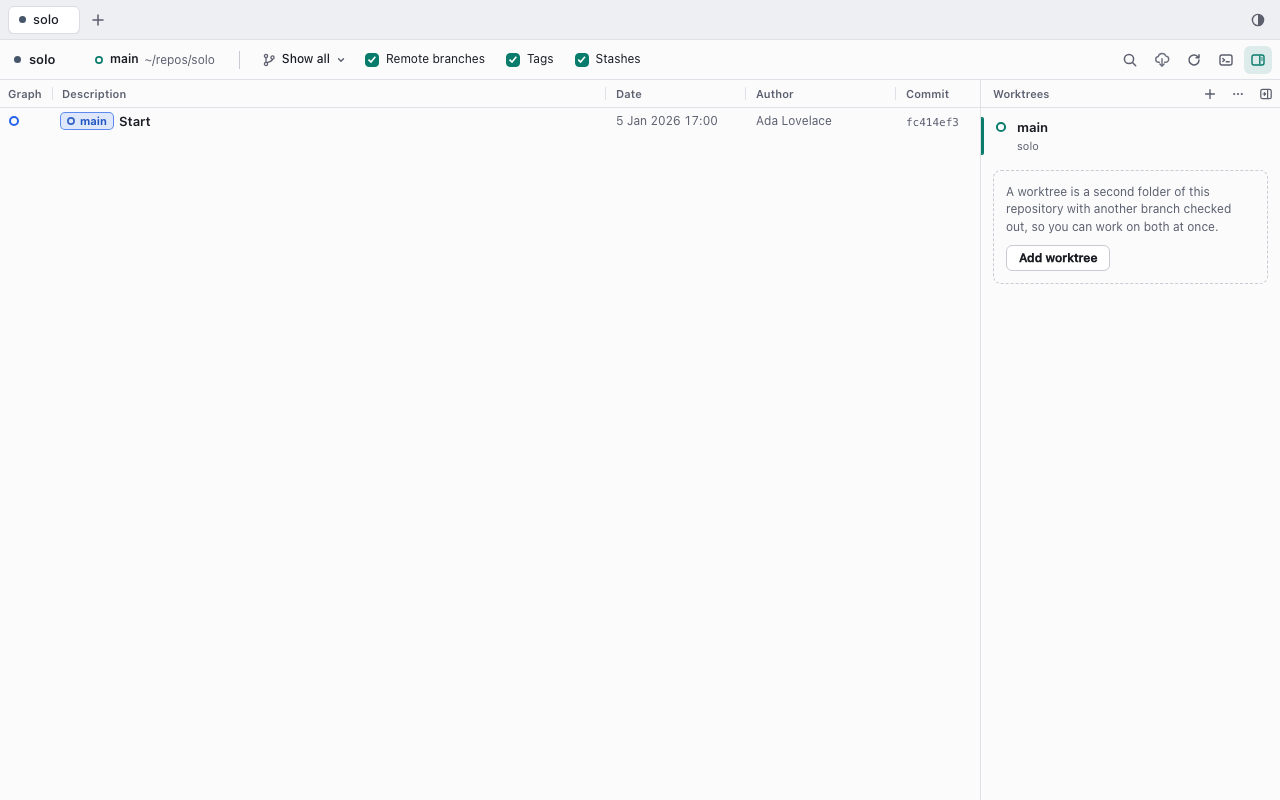 solo
solo
main ~/repos/solo
Show all
Remote branches
Tags
Stashes
Graph
Description
Date
Author
Commit
Worktrees
main
Start
5 Jan 2026 17:00
Ada Lovelace
fc414ef3
main
solo
A worktree is a second folder of this
repository with another branch checked
out, so you can work on both at once.
Add worktree